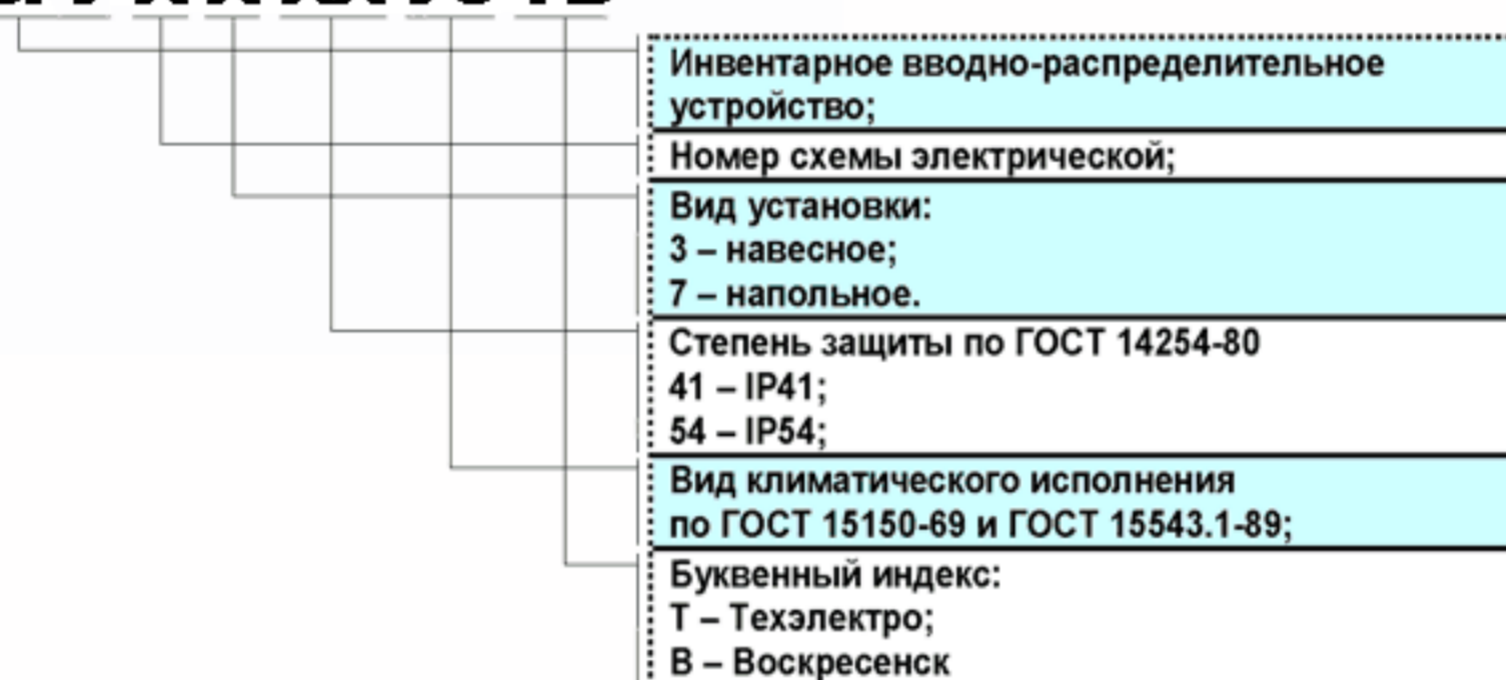 Инвентарное вводно-распределительное
устройство;
Номер схемы электрической;
Вид установки:
3 – навесное;
7 – напольное.
Степень защиты по ГОСТ 14254-80
41 – IP41;
54 – IP54;
Вид климатического исполнения
по ГОСТ 15150-69 и ГОСТ 15543.1-89;
Буквенный индекс:
Т – Техэлектро;
В – Воскресенск